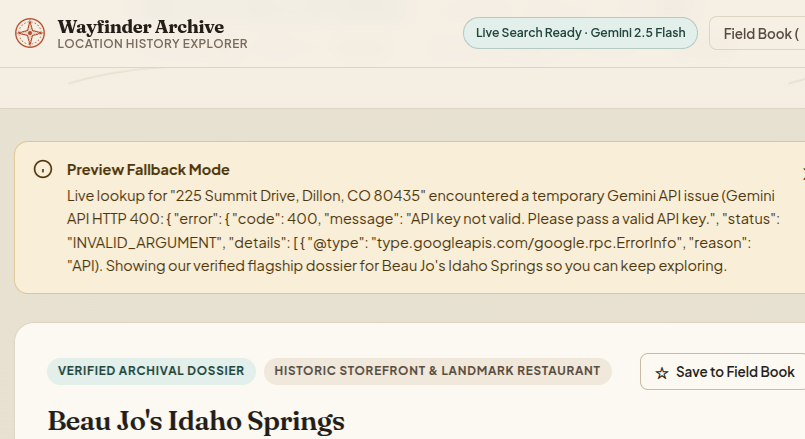 Wayfinder Archive
LOCATION HISTORY EXPLORER
Live Search Ready · Gemini 2.5 Flash
Field Book (
Preview Fallback Mode
Live lookup for "225 Summit Drive, Dillon, CO 80435" encountered a temporary Gemini API issue (Gemini
API HTTP 400: { "error": { "code": 400, "message": "API key not valid. Please pass a valid API key.", "status":
"INVALID_ARGUMENT", "details": [ { "@type": "type.googleapis.com/google.rpc.ErrorInfo", "reason":
"API). Showing our verified flagship dossier for Beau Jo's Idaho Springs so you can keep exploring.
VERIFIED ARCHIVAL DOSSIER
HISTORIC STOREFRONT & LANDMARK RESTAURANT
☆ Save to Field Book
Beau Jo's Idaho Springs